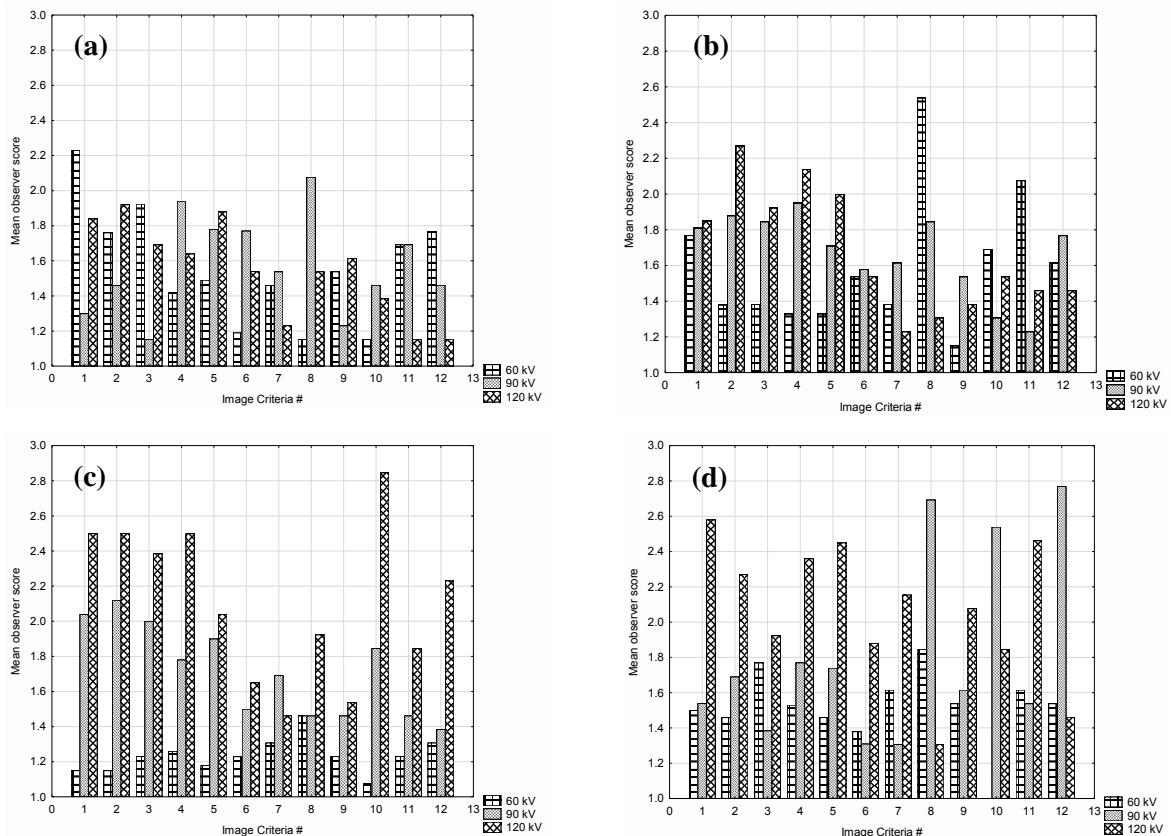 (a)
3.0
2.8
2.6
2.4
2.2
2.0
1.8
1.6
1.4
1.2
1.0
Mean observer score
0 1 2 3 4 5 6 7 8 9 10 11 12 13
Image Criteria #
60 kV
90 kV
120 kV
(b)
3.0
2.8
2.6
2.4
2.2
2.0
1.8
1.6
1.4
1.2
1.0
Mean observer score
0 1 2 3 4 5 6 7 8 9 10 11 12 13
Image Criteria #
60 kV
90 kV
120 kV
(c)
3.0
2.8
2.6
2.4
2.2
2.0
1.8
1.6
1.4
1.2
1.0
Mean observer score
0 1 2 3 4 5 6 7 8 9 10 11 12 13
Image Criteria #
60 kV
90 kV
120 kV
(d)
3.0
2.8
2.6
2.4
2.2
2.0
1.8
1.6
1.4
1.2
1.0
Mean observer score
0 1 2 3 4 5 6 7 8 9 10 11 12 13
Image Criteria #
60 kV
90 kV
120 kV